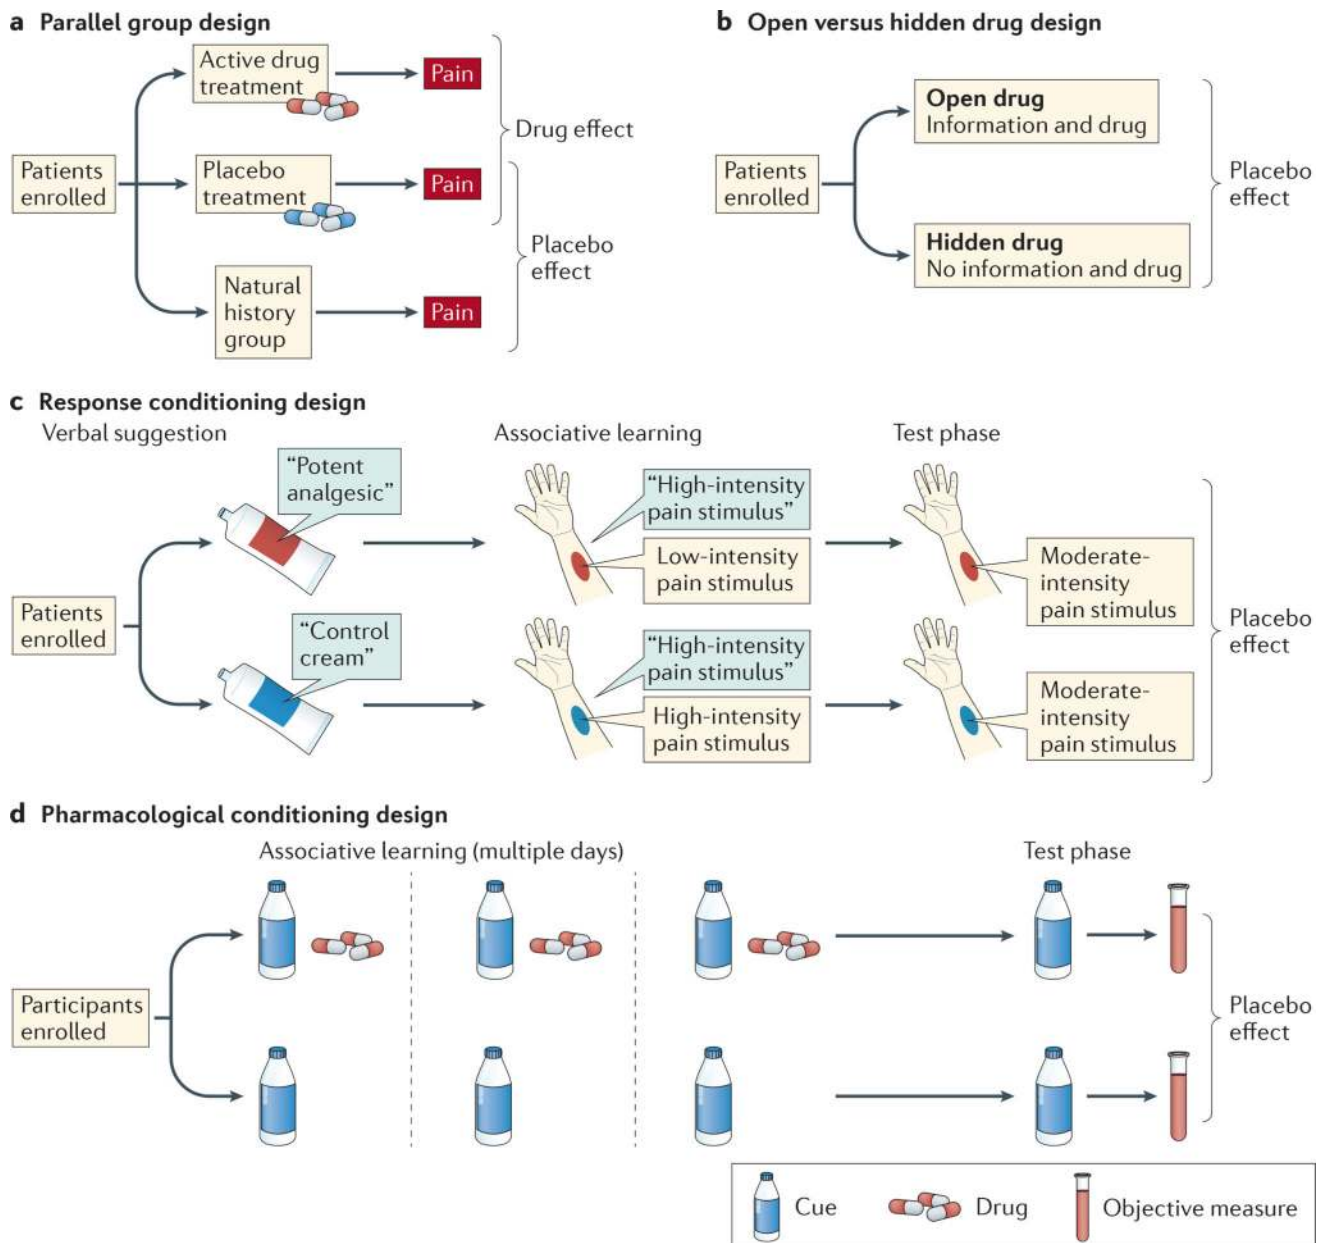 a Parallel group design
Active drug
treatment
Pain
Drug effect
Patients
enrolled
Placebo
treatment
Pain
Placebo
effect
Natural
history
group
Pain
b Open versus hidden drug design
Open drug
Information and drug
Patients
enrolled
Placebo
effect
Hidden drug
No information and drug
c Response conditioning design
Verbal suggestion
Associative learning
Test phase
“Potent
analgesic”
“High-intensity
pain stimulus”
Low-intensity
pain stimulus
Moderate-
intensity
pain stimulus
Patients
enrolled
Placebo
effect
“Control
cream”
“High-intensity
pain stimulus”
High-intensity
pain stimulus
Moderate-
intensity
pain stimulus
d Pharmacological conditioning design
Associative learning (multiple days)
Test phase
Participants
enrolled
Placebo
effect
Cue
Drug
Objective measure